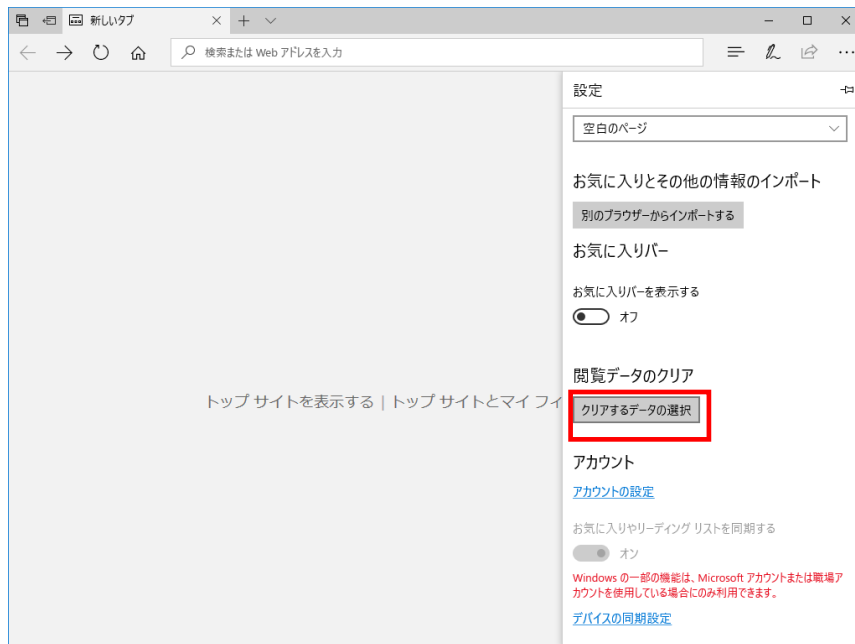 新しいタブ
検索または Web アドレスを入力
設定
空白のページ
お気に入りとその他の情報のインポート
別のブラウザーからインポートする
お気に入りバー
お気に入りバーを表示する
オフ
閲覧データのクリア
トップ サイトを表示する | トップ サイトとマイ フィ
クリアするデータの選択
アカウント
アカウントの設定
お気に入りやリーディング リストを同期する
オン
Windows の一部の機能は、Microsoft アカウントまたは職場ア
カウントを使用している場合にのみ利用できます。
デバイスの同期設定